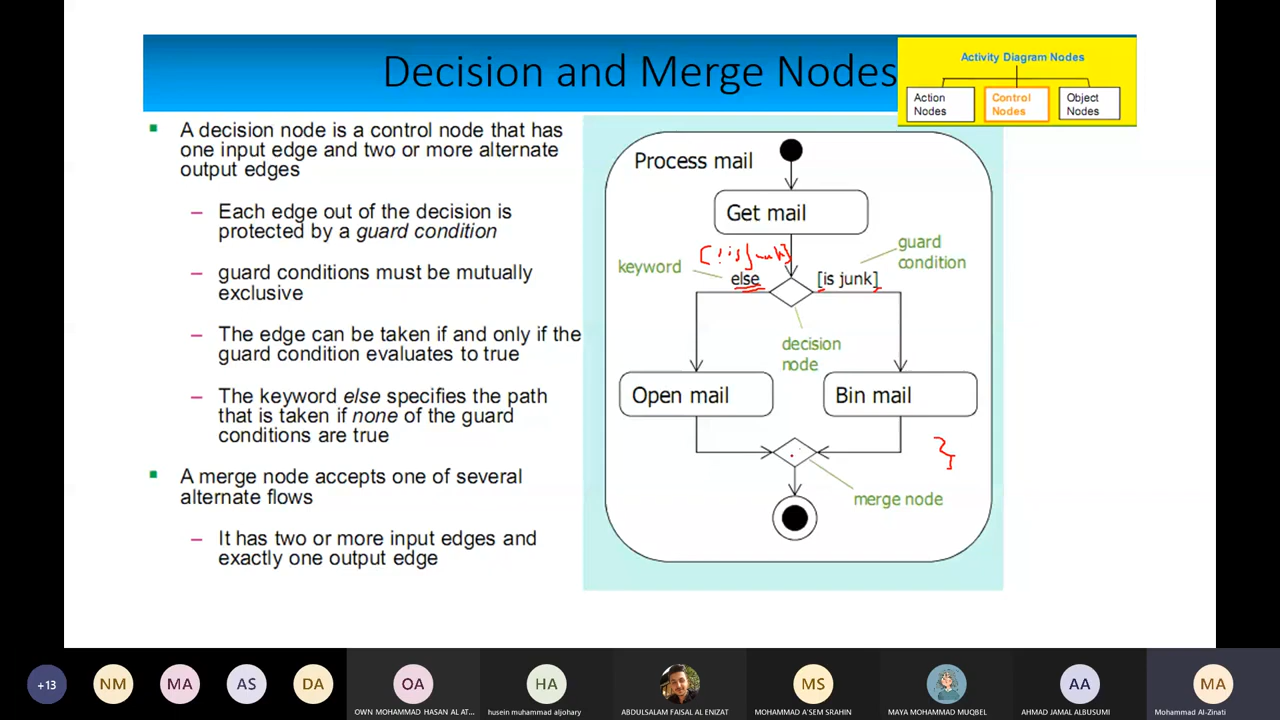 Decision and Merge Nodes
Activity Diagram Nodes
Action
Nodes
Control
Nodes
Object
Nodes
A decision node is a control node that has
one input edge and two or more alternate
output edges
– Each edge out of the decision is
protected by a guard condition
– guard conditions must be mutually
exclusive
– The edge can be taken if and only if the
guard condition evaluates to true
– The keyword else specifies the path
that is taken if none of the guard
conditions are true
A merge node accepts one of several
alternate flows
– It has two or more input edges and
exactly one output edge
Process mail
Get mail
[!is junk]
keyword
else
[is junk]
guard
condition
decision
node
Open mail
Bin mail
merge node
+13
NM
MA
AS
DA
OA
OWN MOHAMMAD HASAN AL AT...
HA
husein muhammad aljohary
ABDULSALAM FAISAL AL ENIZAT
MS
MOHAMMAD A'SEM SRAHIN
MAYA MOHAMMAD MUQBEL
AA
AHMAD JAMAL ALBUSUMI
MA
Mohammad Al-Zinati